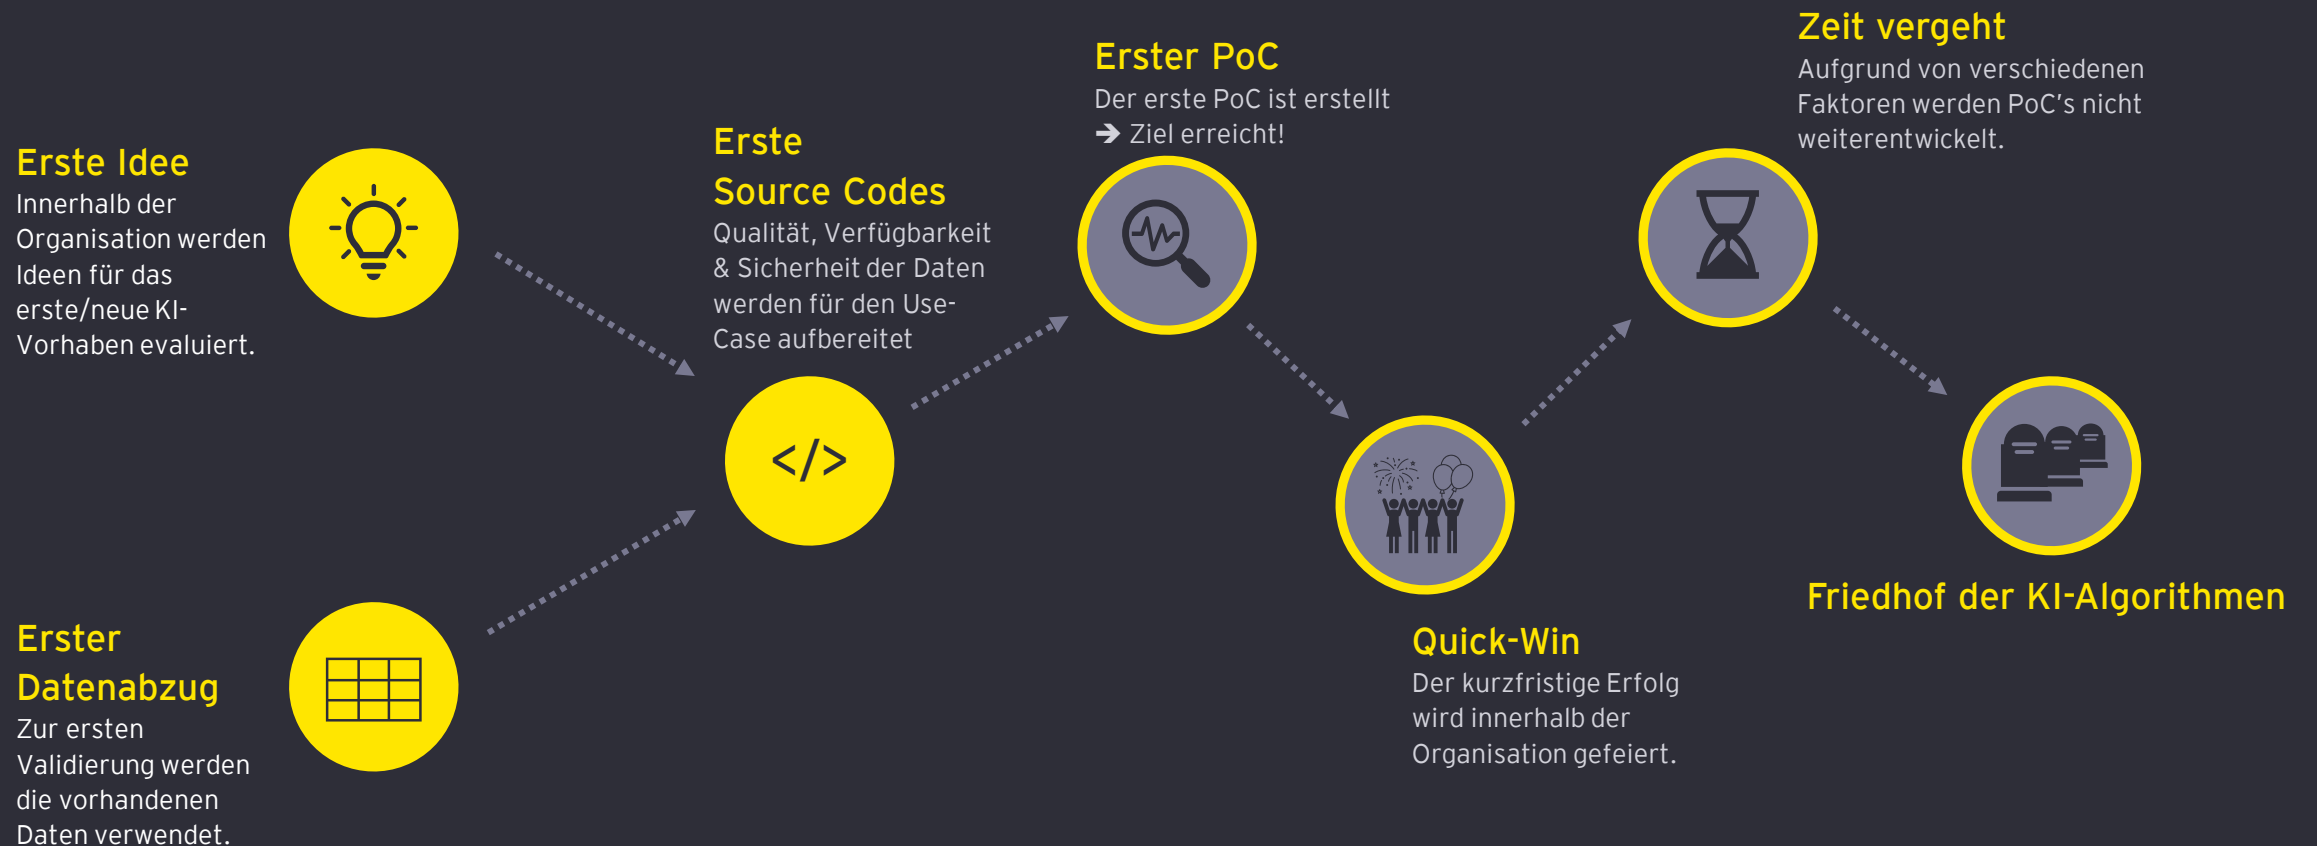 Erste Idee
Innerhalb der
Organisation werden
Ideen für das
erste/neue KI-
Vorhaben evaluiert.
Erster
Datenabzug
Zur ersten
Validierung werden
die vorhandenen
Daten verwendet.
Erste
Source Codes
Qualität, Verfügbarkeit
& Sicherheit der Daten
werden für den Use-
Case aufbereitet
</>
Erster PoC
Der erste PoC ist erstellt
➔ Ziel erreicht!
Quick-Win
Der kurzfristige Erfolg
wird innerhalb der
Organisation gefeiert.
Zeit vergeht
Aufgrund von verschiedenen
Faktoren werden PoC's nicht
weiterentwickelt.
Friedhof der KI-Algorithmen